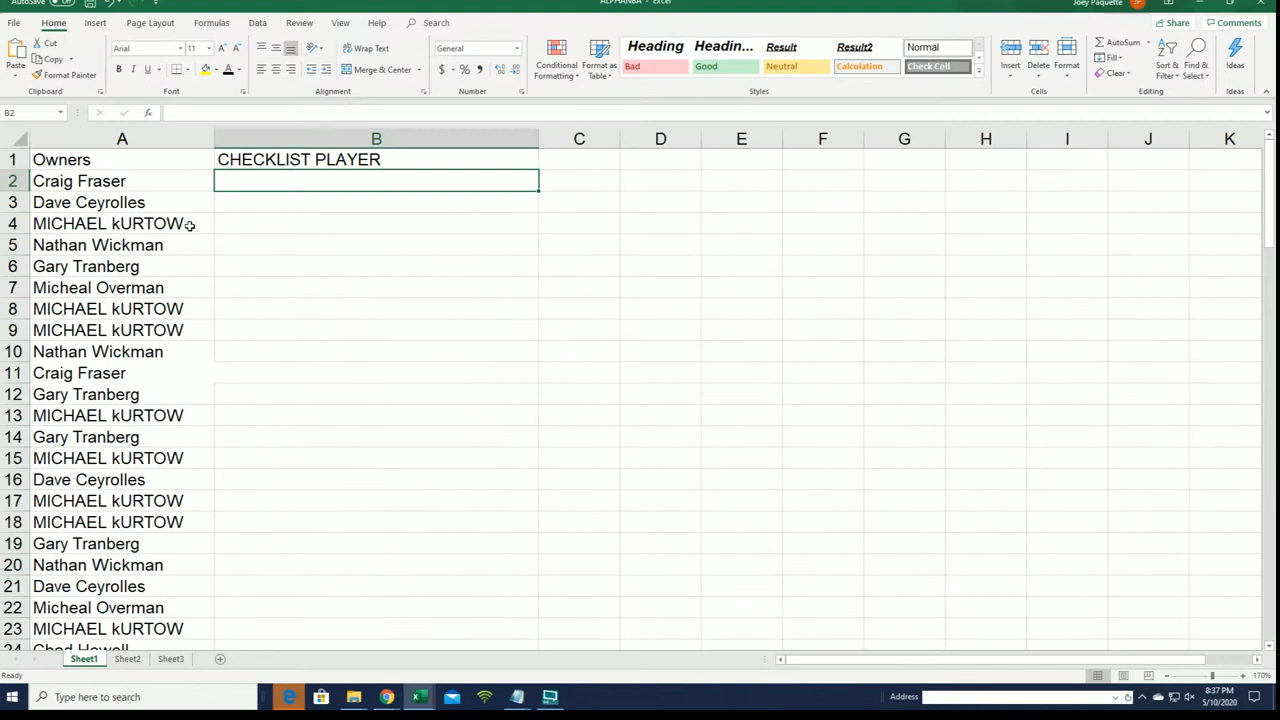 AutoSave Off ALPHANBA - Excel Joey Paquette JP
File Home Insert Page Layout Formulas Data Review View Help Search Share Comments
Paste Cut Copy Format Painter Clipboard
Arial 11 A A B I U A Font
Wrap Text Merge & Center Alignment
General $ % , Number
Conditional Formatting Format as Table
Heading Headin... Result Result2 Normal
Bad Good Neutral Calculation Check Cell
Styles
Insert Delete Format Cells
AutoSum Fill Clear Sort & Filter Find & Select Editing
Ideas Ideas
B2 fx
A B C D E F G H I J K
1 Owners CHECKLIST PLAYER
2 Craig Fraser
3 Dave Ceyrolles
4 MICHAEL kURTOW
5 Nathan Wickman
6 Gary Tranberg
7 Micheal Overman
8 MICHAEL kURTOW
9 MICHAEL kURTOW
10 Nathan Wickman
11 Craig Fraser
12 Gary Tranberg
13 MICHAEL kURTOW
14 Gary Tranberg
15 MICHAEL kURTOW
16 Dave Ceyrolles
17 MICHAEL kURTOW
18 MICHAEL kURTOW
19 Gary Tranberg
20 Nathan Wickman
21 Dave Ceyrolles
22 Micheal Overman
23 MICHAEL kURTOW
24 Chad Howell
Sheet1 Sheet2 Sheet3
Ready 170%
Type here to search Address 8:37 PM
5/10/2020